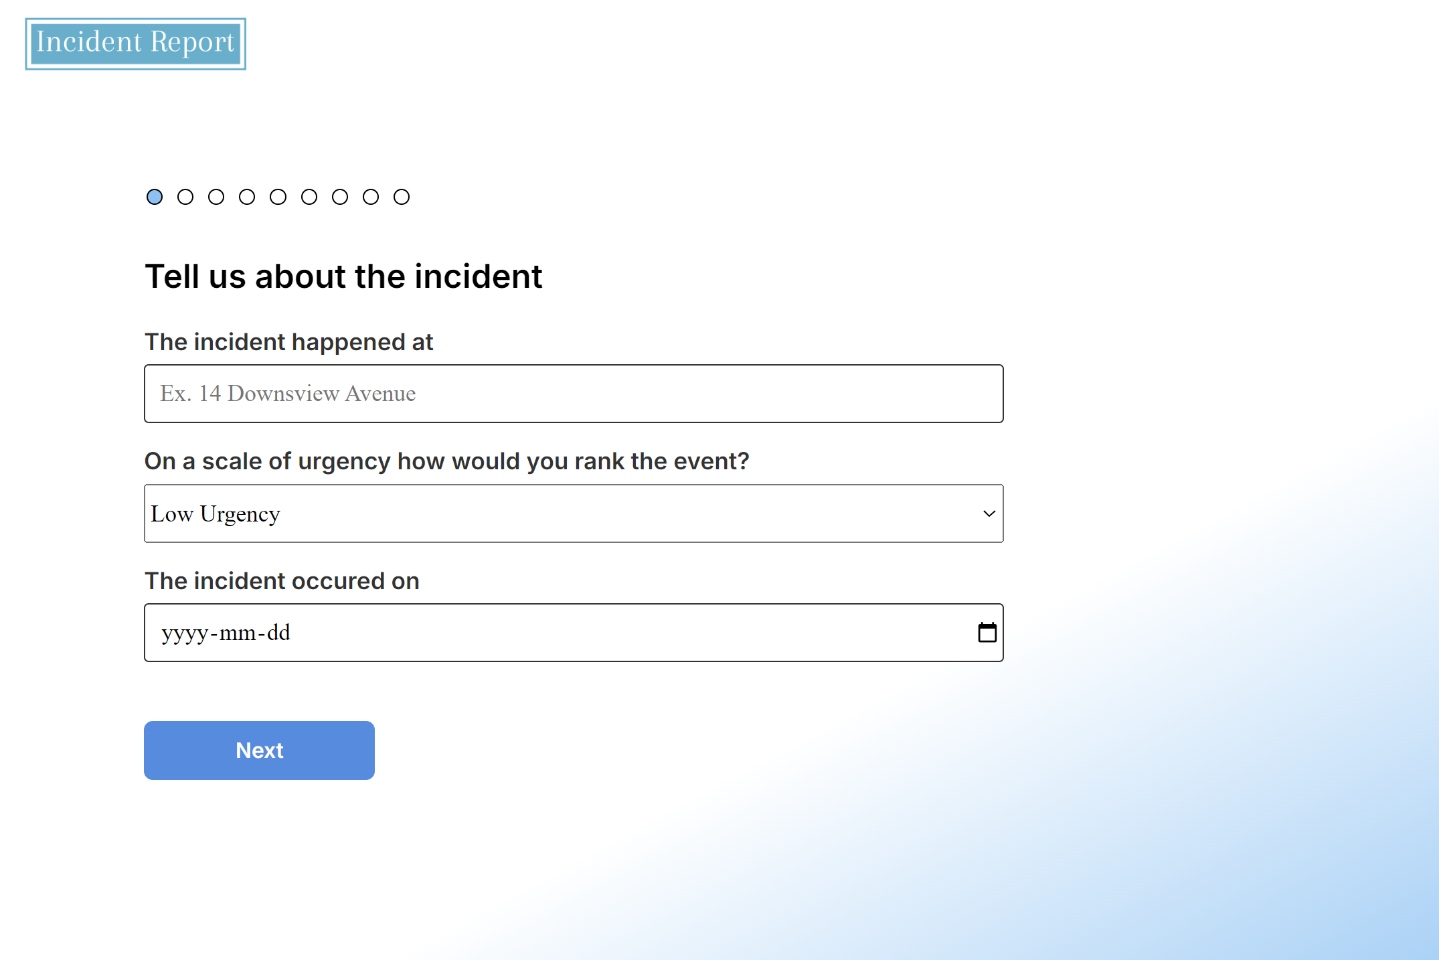 Incident Report
Tell us about the incident
The incident happened at
Ex. 14 Downsview Avenue
On a scale of urgency how would you rank the event?
Low Urgency
The incident occured on
yyyy-mm-dd
Next